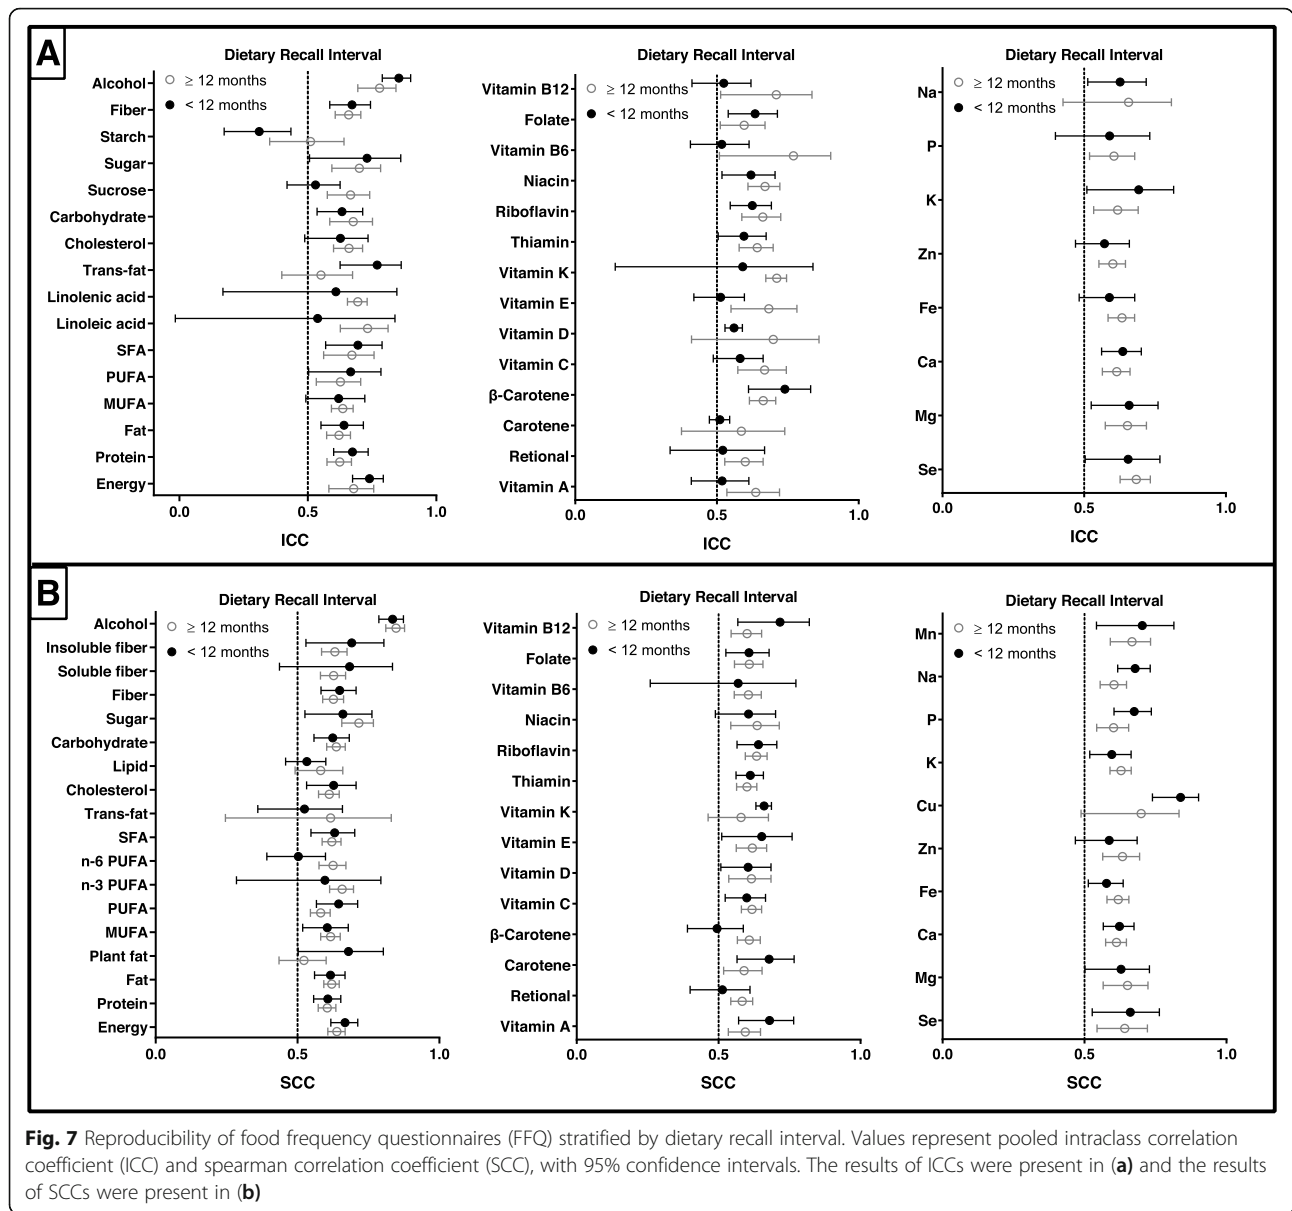 A
Dietary Recall Interval
≥ 12 months
< 12 months
Alcohol
Fiber
Starch
Sugar
Sucrose
Carbohydrate
Cholesterol
Trans-fat
Linolenic acid
Linoleic acid
SFA
PUFA
MUFA
Fat
Protein
Energy
0.0 0.5 1.0
ICC
Dietary Recall Interval
≥ 12 months
< 12 months
Vitamin B12
Folate
Vitamin B6
Niacin
Riboflavin
Thiamin
Vitamin K
Vitamin E
Vitamin D
Vitamin C
β-Carotene
Carotene
Retional
Vitamin A
0.0 0.5 1.0
ICC
Dietary Recall Interval
≥ 12 months
< 12 months
Na
P
K
Zn
Fe
Ca
Mg
Se
0.0 0.5 1.0
ICC
B
Dietary Recall Interval
≥ 12 months
< 12 months
Alcohol
Insoluble fiber
Soluble fiber
Fiber
Sugar
Carbohydrate
Lipid
Cholesterol
Trans-fat
SFA
n-6 PUFA
n-3 PUFA
PUFA
MUFA
Plant fat
Fat
Protein
Energy
0.0 0.5 1.0
SCC
Dietary Recall Interval
≥ 12 months
< 12 months
Vitamin B12
Folate
Vitamin B6
Niacin
Riboflavin
Thiamin
Vitamin K
Vitamin E
Vitamin D
Vitamin C
β-Carotene
Carotene
Retional
Vitamin A
0.0 0.5 1.0
SCC
Dietary Recall Interval
≥ 12 months
< 12 months
Mn
Na
P
K
Cu
Zn
Fe
Ca
Mg
Se
0.0 0.5 1.0
SCC
Fig. 7 Reproducibility of food frequency questionnaires (FFQ) stratified by dietary recall interval. Values represent pooled intraclass correlation
coefficient (ICC) and spearman correlation coefficient (SCC), with 95% confidence intervals. The results of ICCs were present in (a) and the results
of SCCs were present in (b)